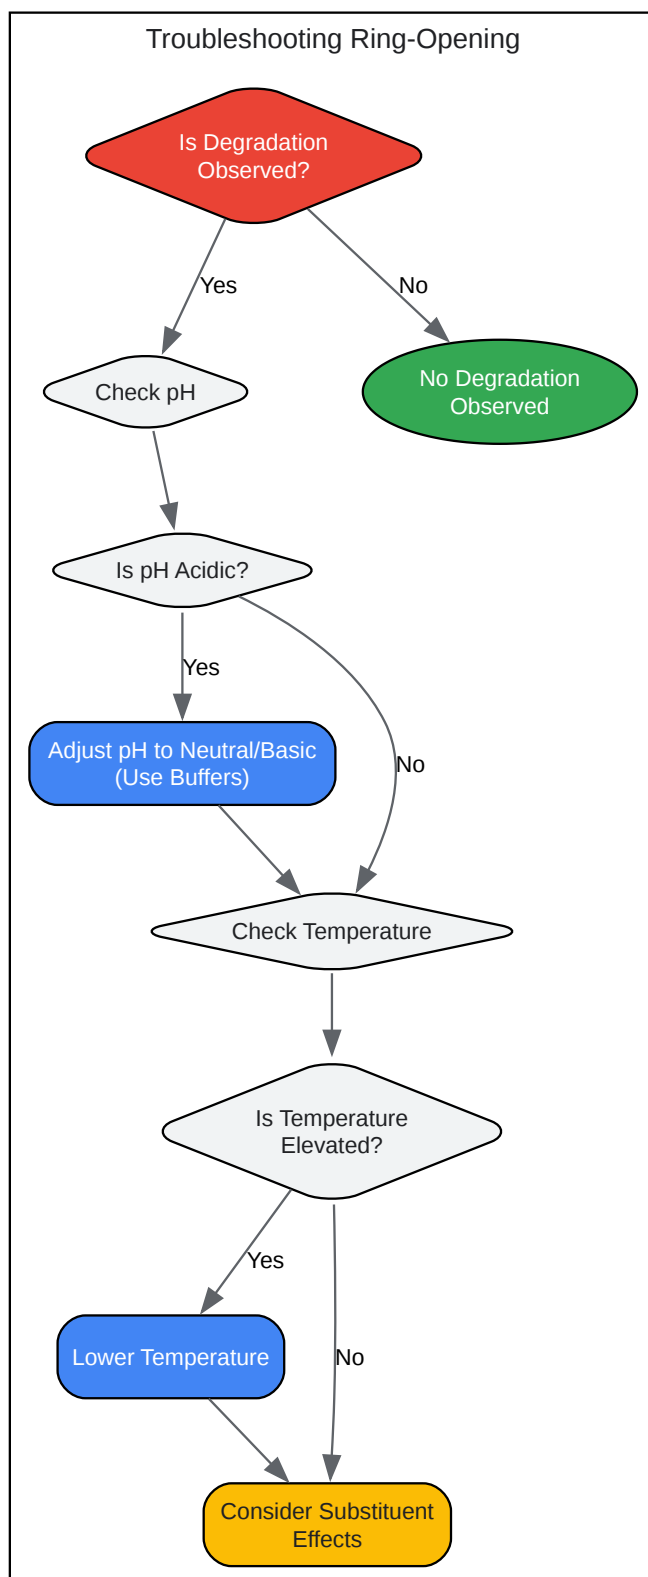 Troubleshooting Ring-Opening
Is Degradation
Observed?
Yes
No
Check pH
No Degradation
Observed
Is pH Acidic?
Yes
Adjust pH to Neutral/Basic
(Use Buffers)
No
Check Temperature
Is Temperature
Elevated?
Yes
Lower Temperature
No
Consider Substituent
Effects